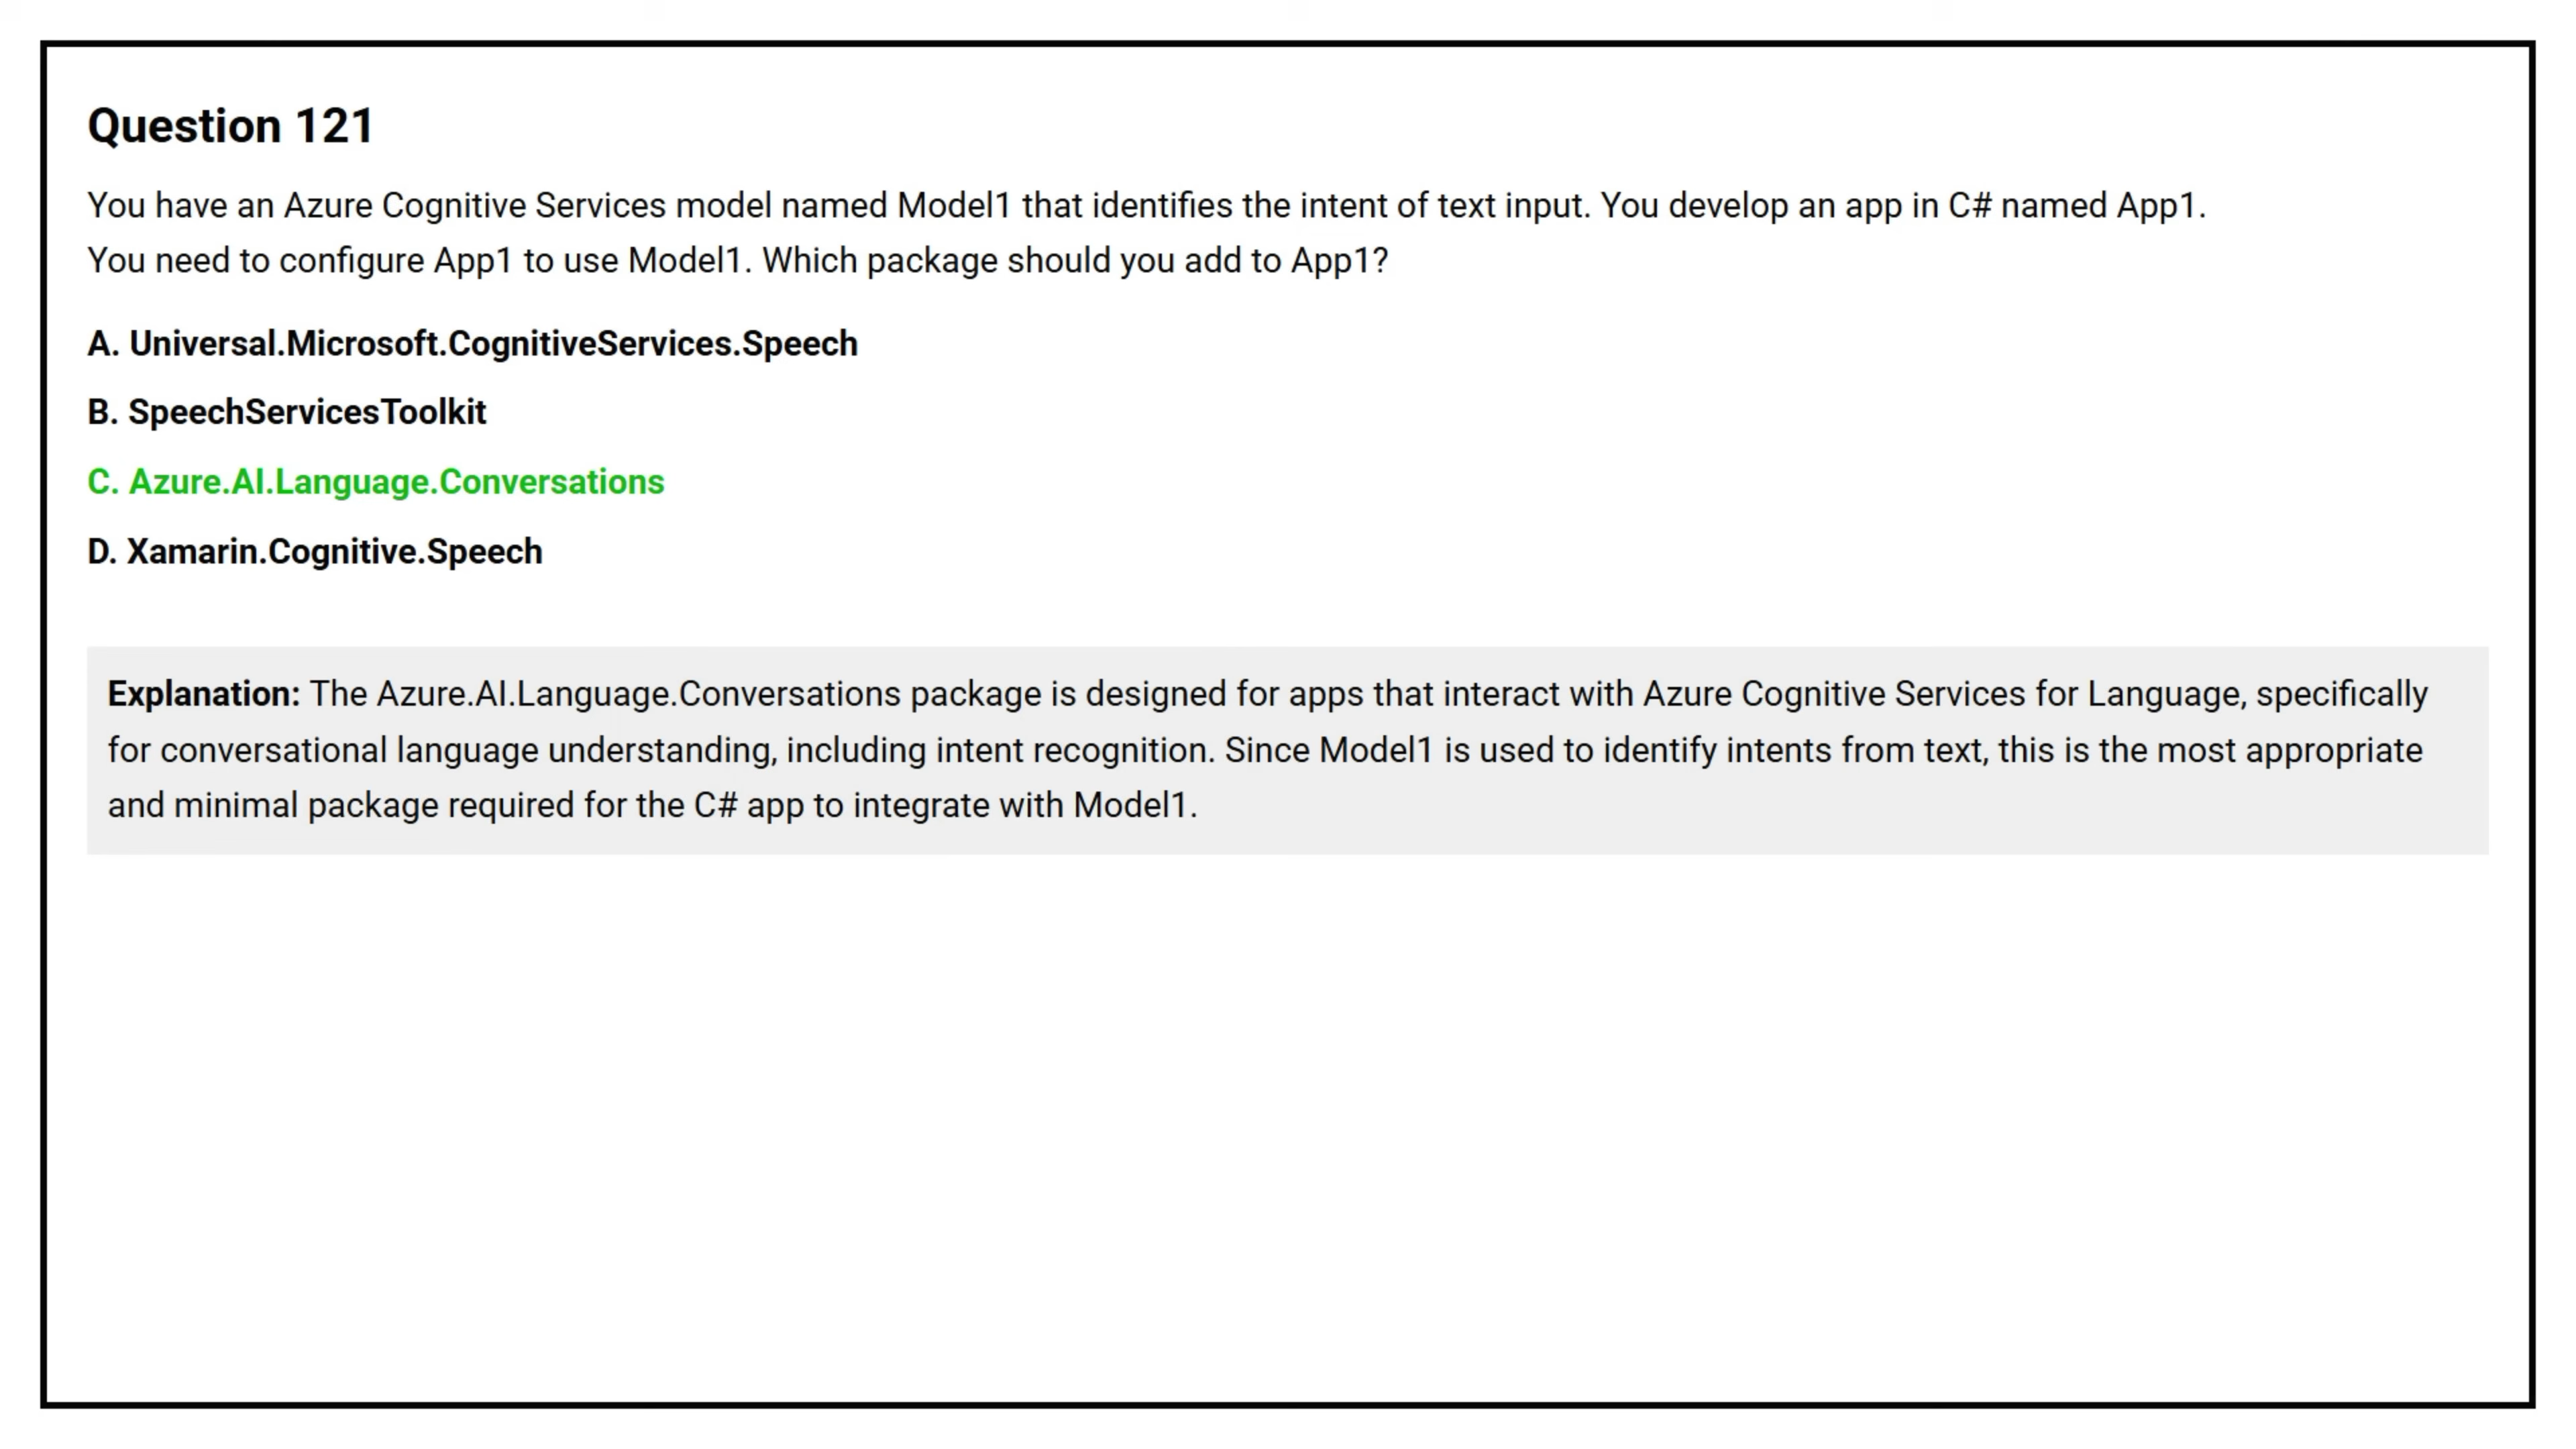 Question 121
You have an Azure Cognitive Services model named Model1 that identifies the intent of text input. You develop an app in C# named App1.
You need to configure App1 to use Model1. Which package should you add to App1?
A. Universal.Microsoft.CognitiveServices.Speech
B. SpeechServicesToolkit
C. Azure.AI.Language.Conversations
D. Xamarin.Cognitive.Speech
Explanation: The Azure.AI.Language.Conversations package is designed for apps that interact with Azure Cognitive Services for Language, specifically
for conversational language understanding, including intent recognition. Since Model1 is used to identify intents from text, this is the most appropriate
and minimal package required for the C# app to integrate with Model1.